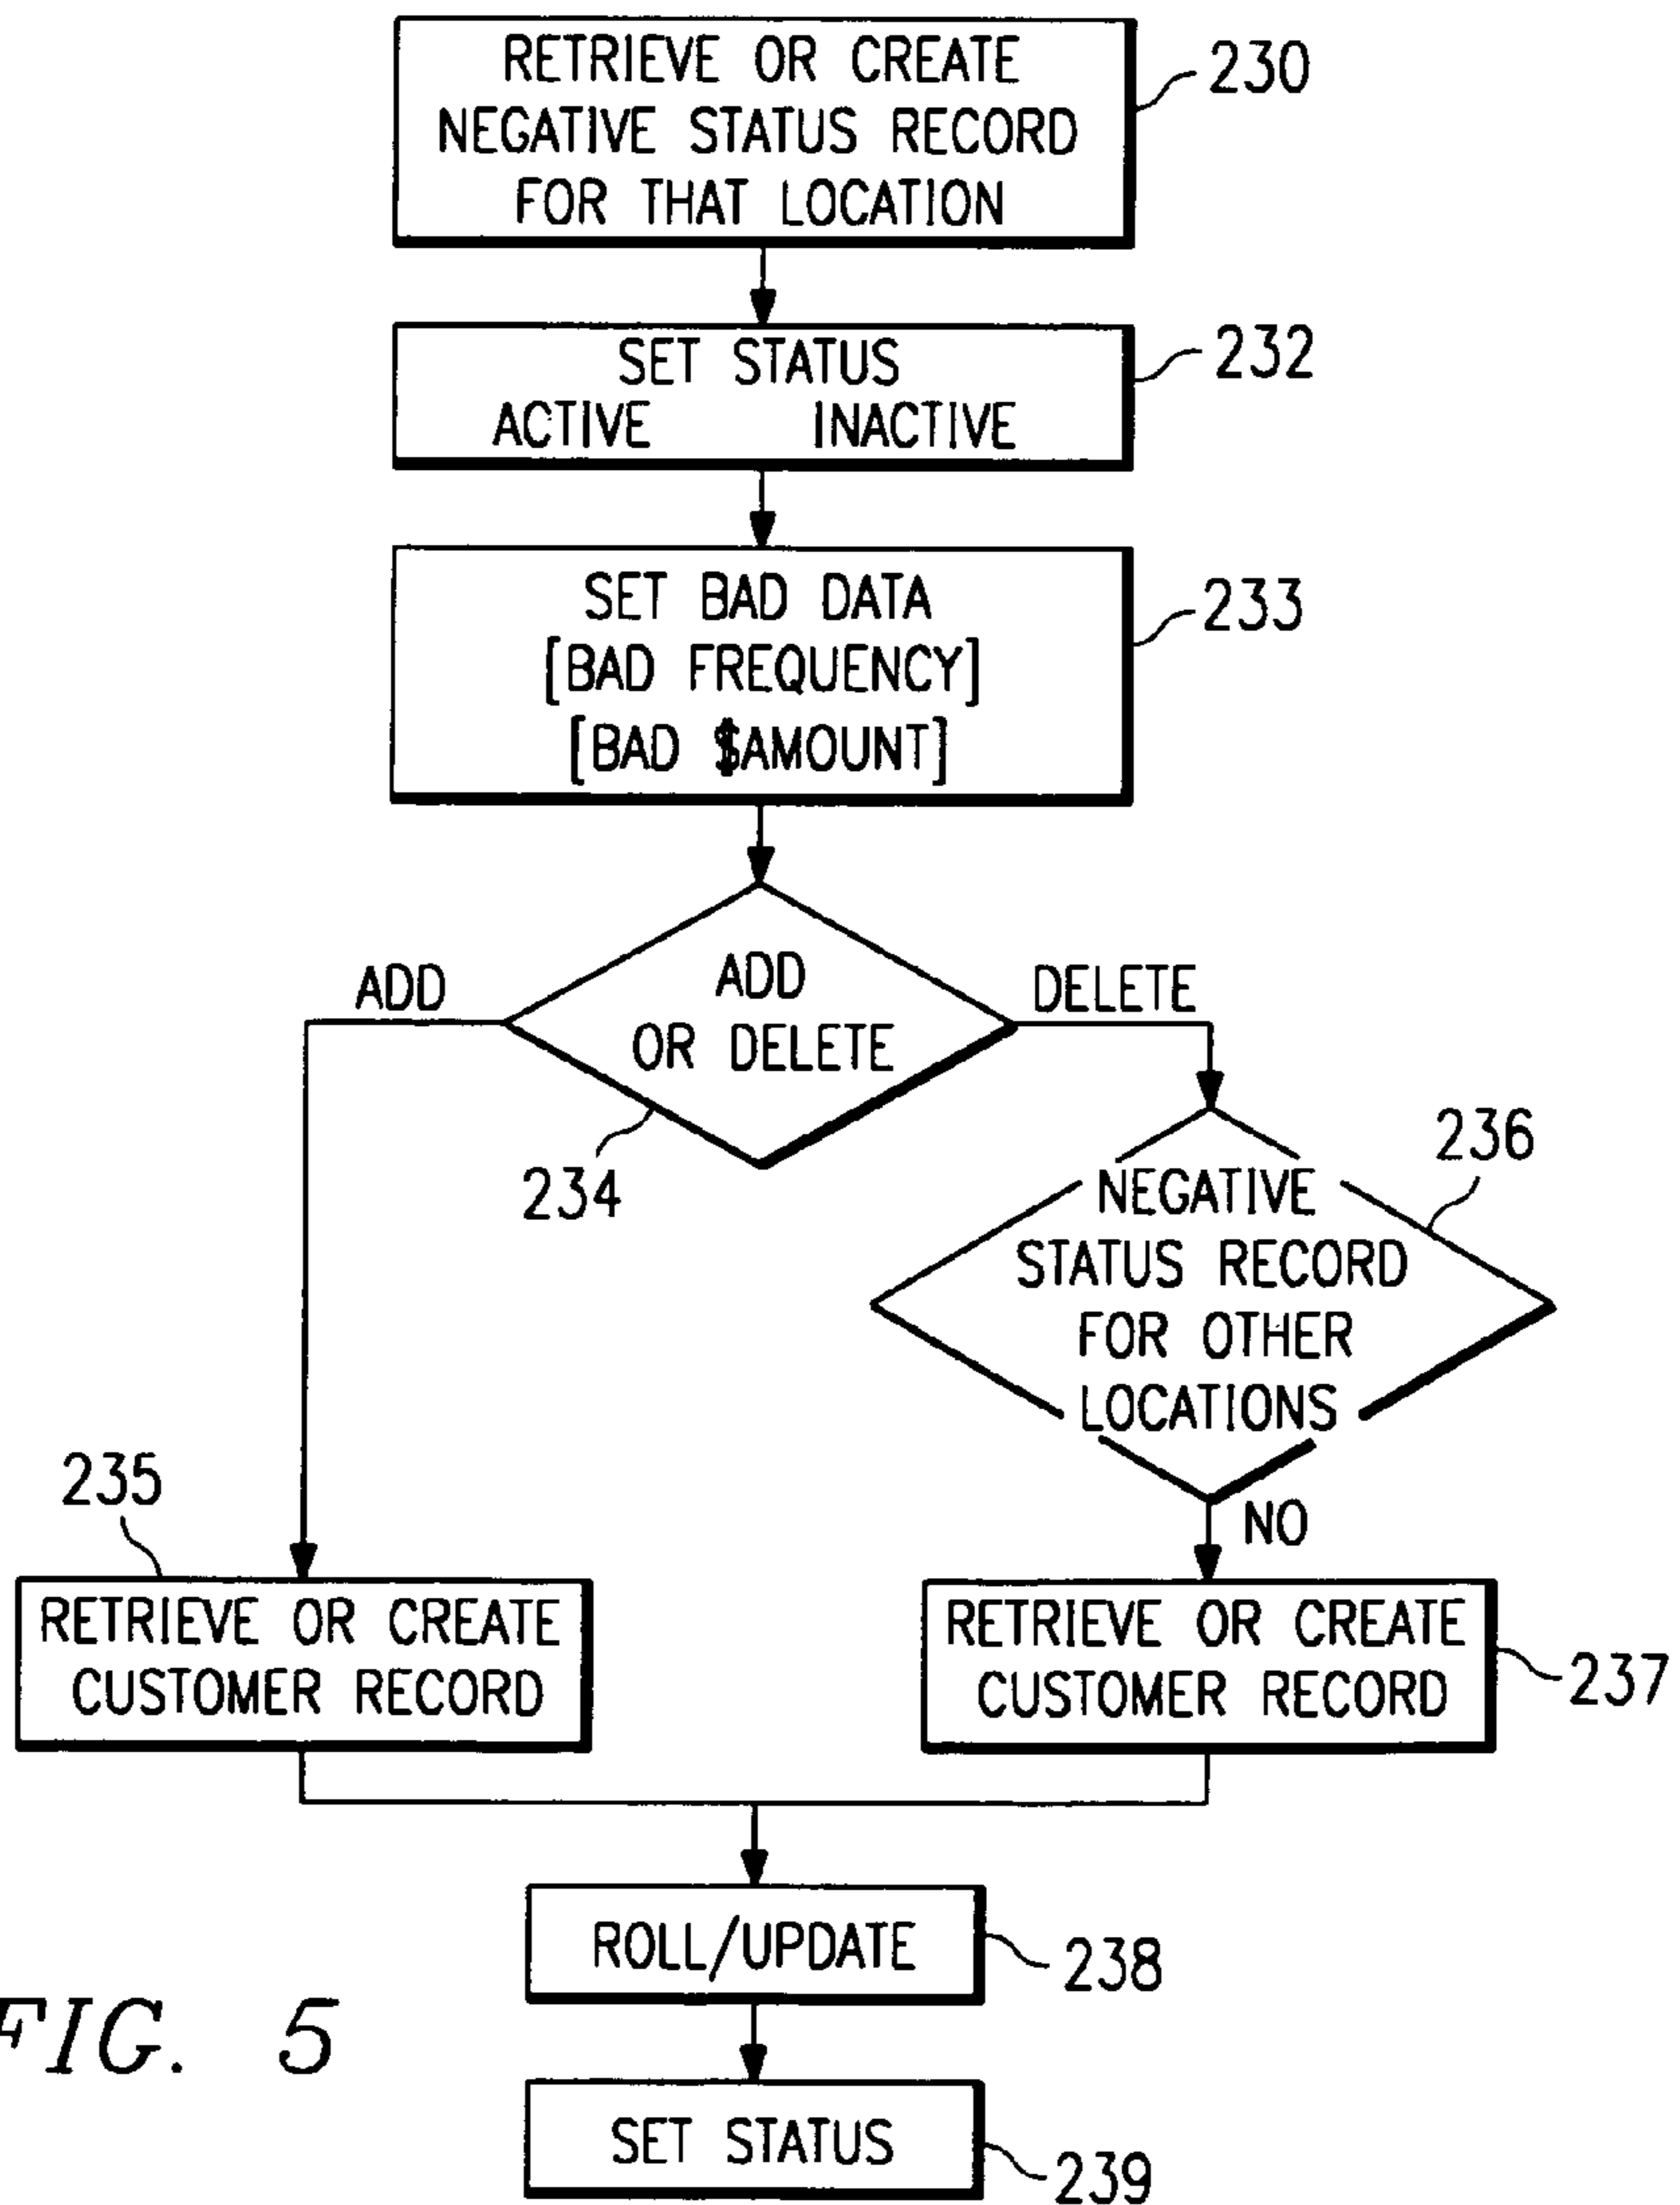 RETRIEVE OR CREATE
NEGATIVE STATUS RECORD
FOR THAT LOCATION
230
SET STATUS
ACTIVE INACTIVE
232
SET BAD DATA
[BAD FREQUENCY]
[BAD $AMOUNT]
233
ADD
ADD
OR DELETE
DELETE
234
236
NEGATIVE
STATUS RECORD
FOR OTHER
LOCATIONS
NO
235
RETRIEVE OR CREATE
CUSTOMER RECORD
RETRIEVE OR CREATE
CUSTOMER RECORD
237
ROLL/UPDATE
238
SET STATUS
239
FIG. 5